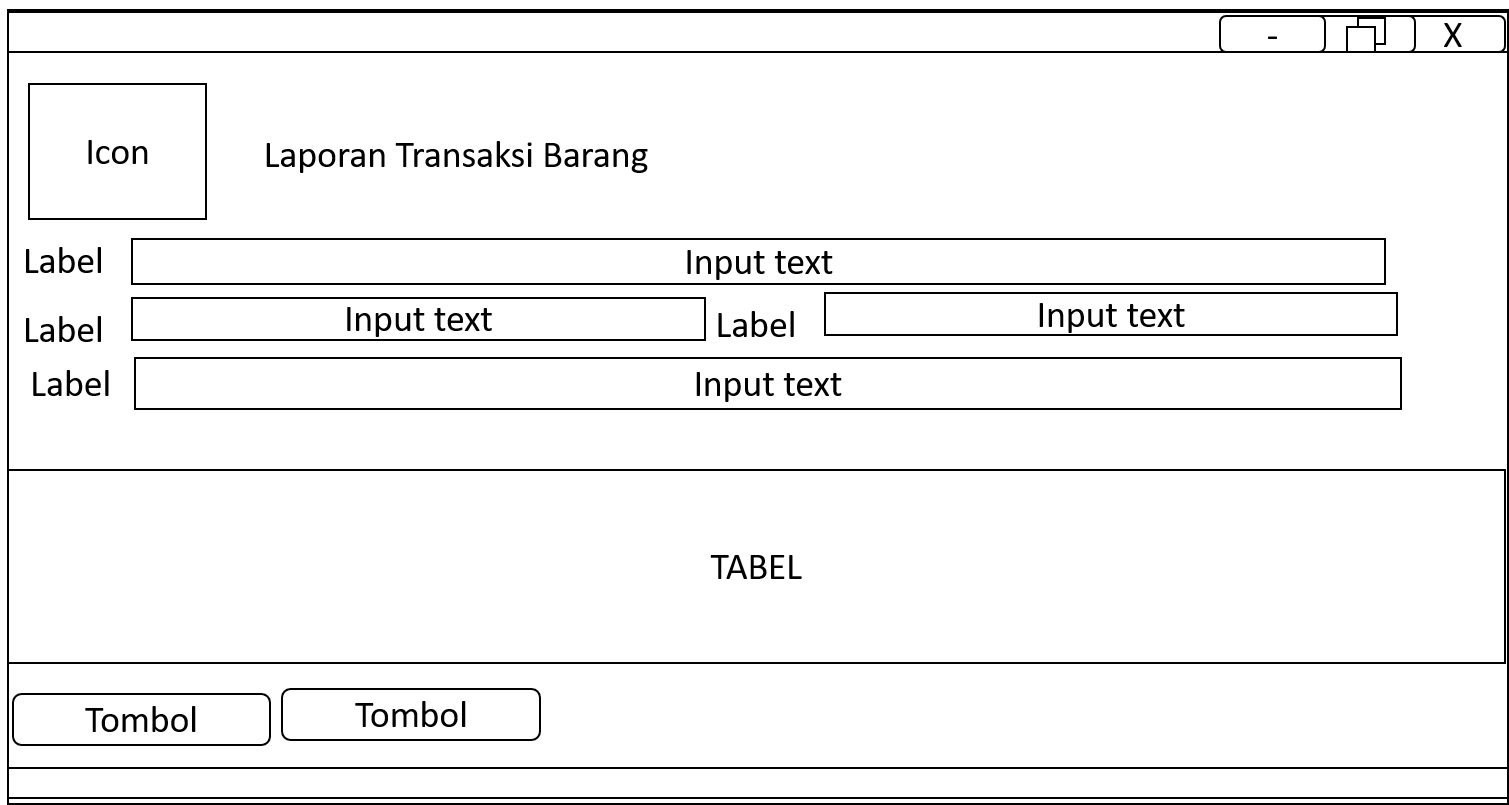 -
X
Icon
Laporan Transaksi Barang
Label
Input text
Label
Input text
Label
Input text
Label
Input text
TABEL
Tombol
Tombol